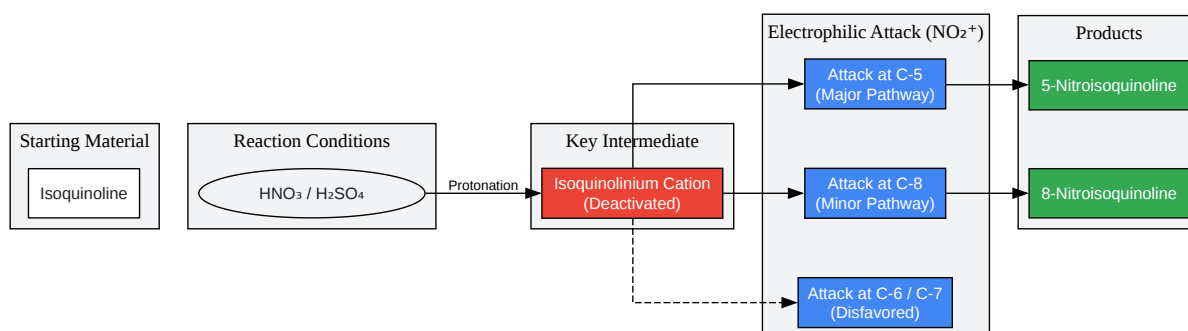 Starting Material
Isoquinoline
Reaction Conditions
HNO₃ / H₂SO₄
Protonation
Key Intermediate
Isoquinolinium Cation
(Deactivated)
Electrophilic Attack (NO₂⁺)
Attack at C-5
(Major Pathway)
Attack at C-8
(Minor Pathway)
Attack at C-6 / C-7
(Disfavored)
Products
5-Nitroisoquinoline
8-Nitroisoquinoline